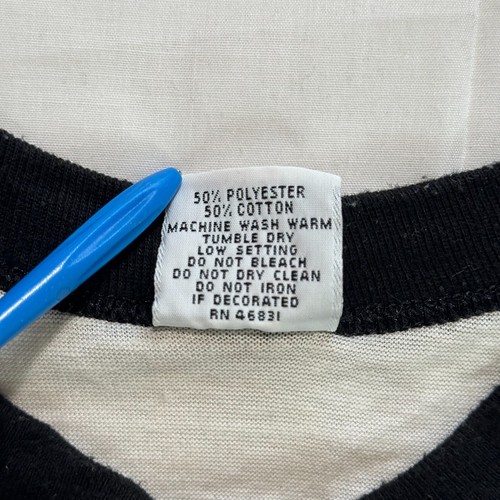 50% POLYESTER
50% COTTON
MACHINE WASH WARM
TUMBLE DRY
LOW SETTING
DO NOT BLEACH
DO NOT DRY CLEAN
DO NOT IRON
IF DECORATED
RN 46831